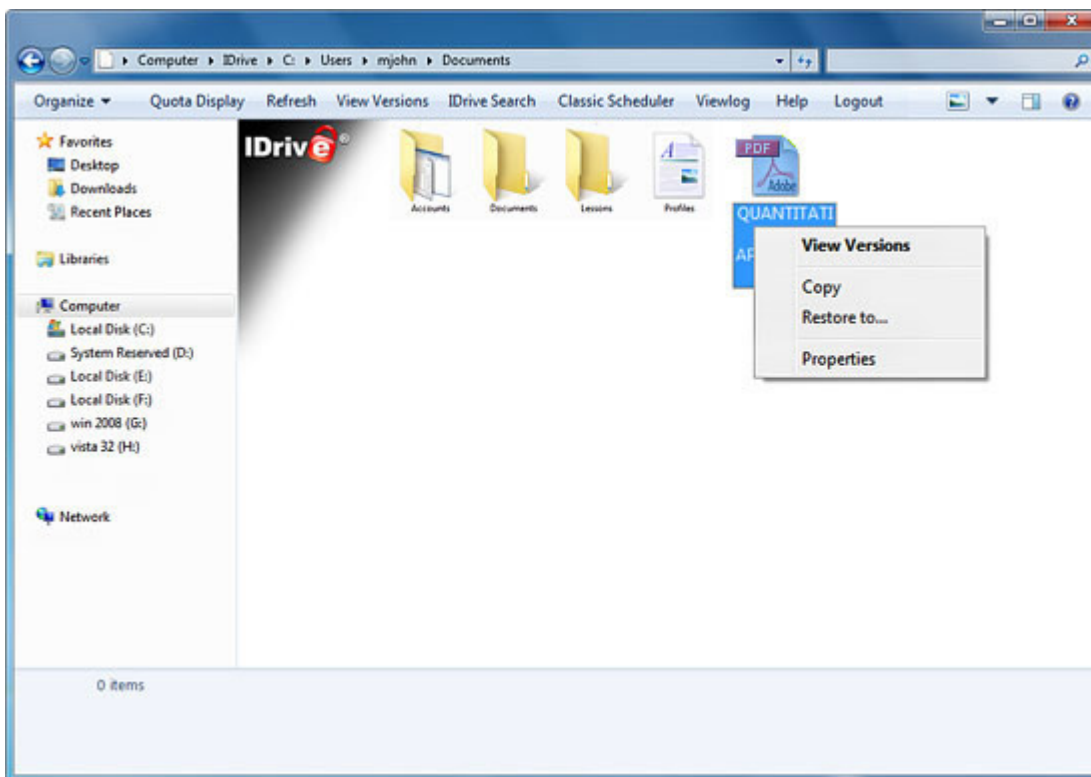 Computer ▸ IDrive ▸ C: ▸ Users ▸ mjohn ▸ Documents
Organize Quota Display Refresh View Versions IDrive Search Classic Scheduler Viewlog Help Logout
Favorites
Desktop
Downloads
Recent Places
Libraries
Computer
Local Disk (C:)
System Reserved (D:)
Local Disk (E:)
Local Disk (F:)
win 2008 (G:)
vista 32 (H:)
Network
IDrive®
Accounts
Documents
Lessons
Profiles
PDF
Adobe
QUANTITATI
AP
View Versions
Copy
Restore to...
Properties
0 items